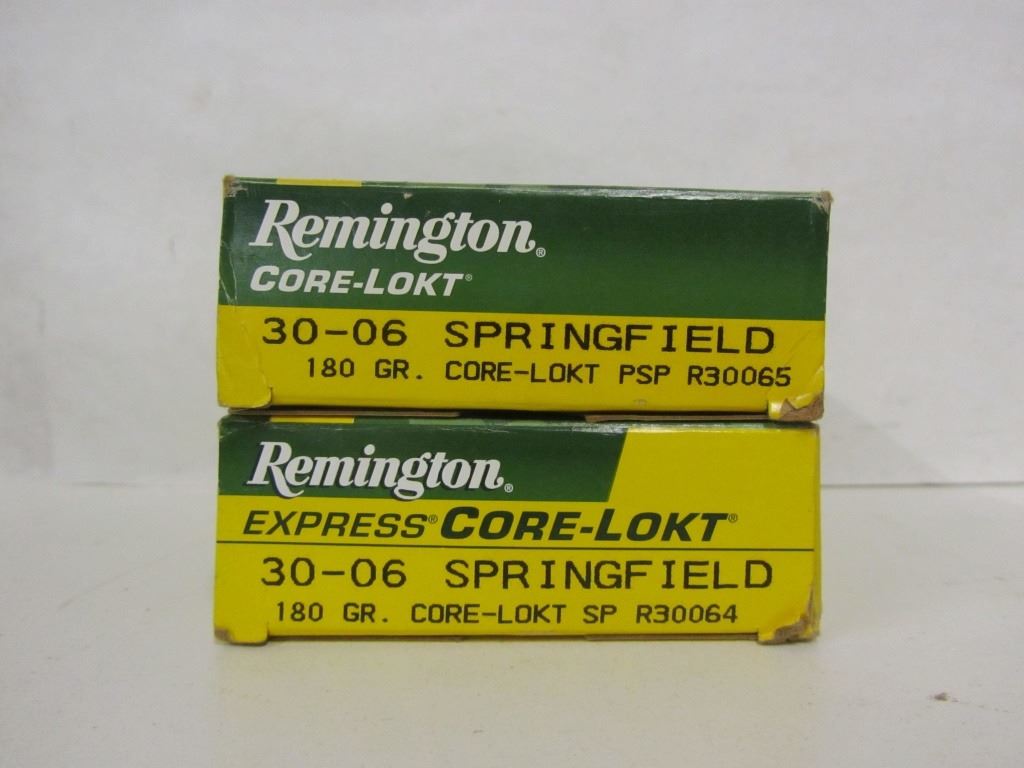 Remington®
CORE-LOKT®
30-06 SPRINGFIELD
180 GR. CORE-LOKT PSP R30065
Remington®
EXPRESS® CORE-LOKT®
30-06 SPRINGFIELD
180 GR. CORE-LOKT SP R30064